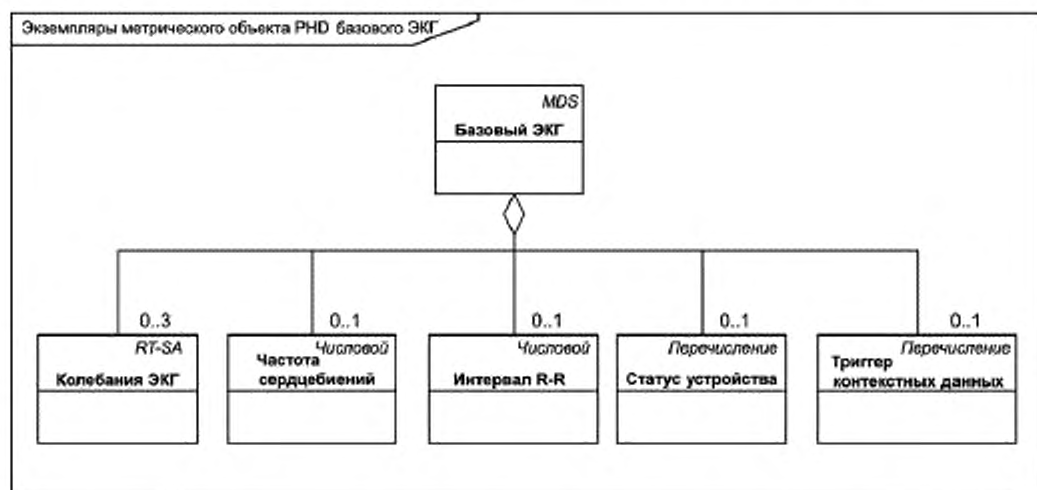 Экземпляры метрического объекта PHD базового ЭКГ
MDS
Базовый ЭКГ
0..3
0..1
0..1
0..1
0..1
RT-SA
Колебания ЭКГ
Числовой
Частота
сердцебиений
Числовой
Интервал R-R
Перечисление
Статус устройства
Перечисление
Триггер
контекстных данных